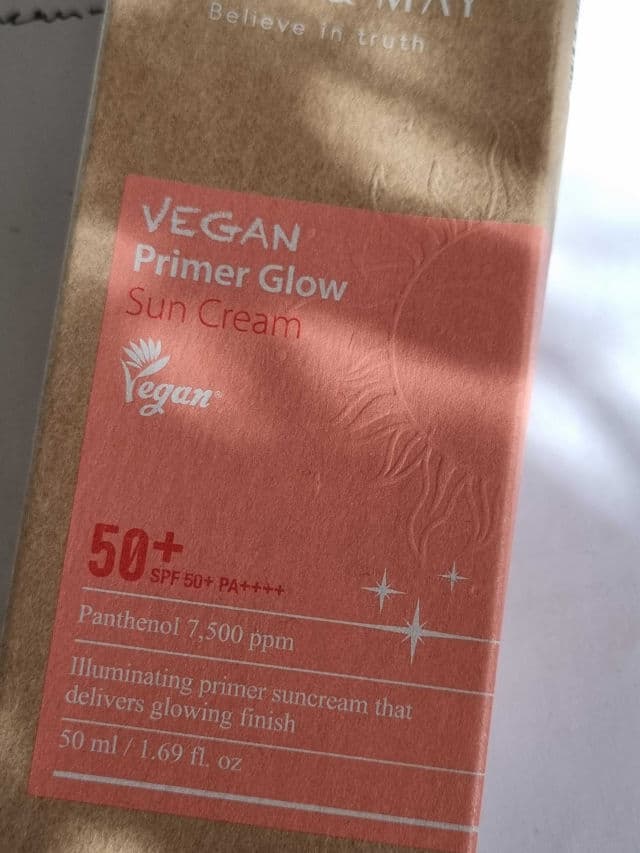 & MAY
Believe in truth
VEGAN
Primer Glow
Sun Cream
Vegan®
50+
SPF 50+ PA++++
Panthenol 7,500 ppm
Illuminating primer suncream that
delivers glowing finish
50 ml / 1.69 fl. oz